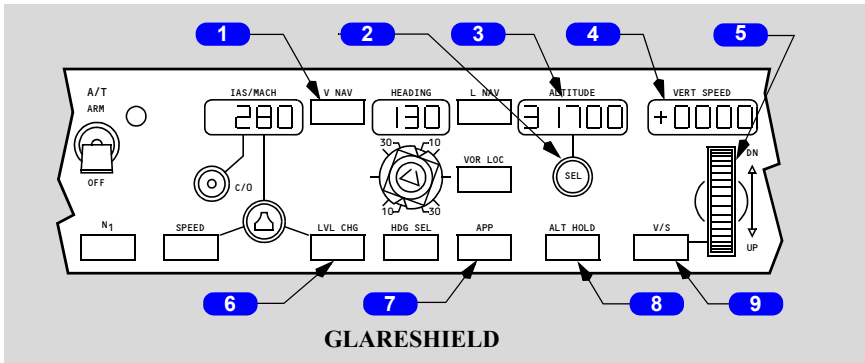 1 2 3 4 5
A/T IAS/MACH V NAV HEADING L NAV ALTITUDE VERT SPEED
ARM 280 130 31700 +0000
30 10 DN
OFF C/O VOR LOC SEL
10 30
N1 SPEED LVL CHG HDG SEL APP ALT HOLD V/S UP
6 7 8 9
GLARESHIELD